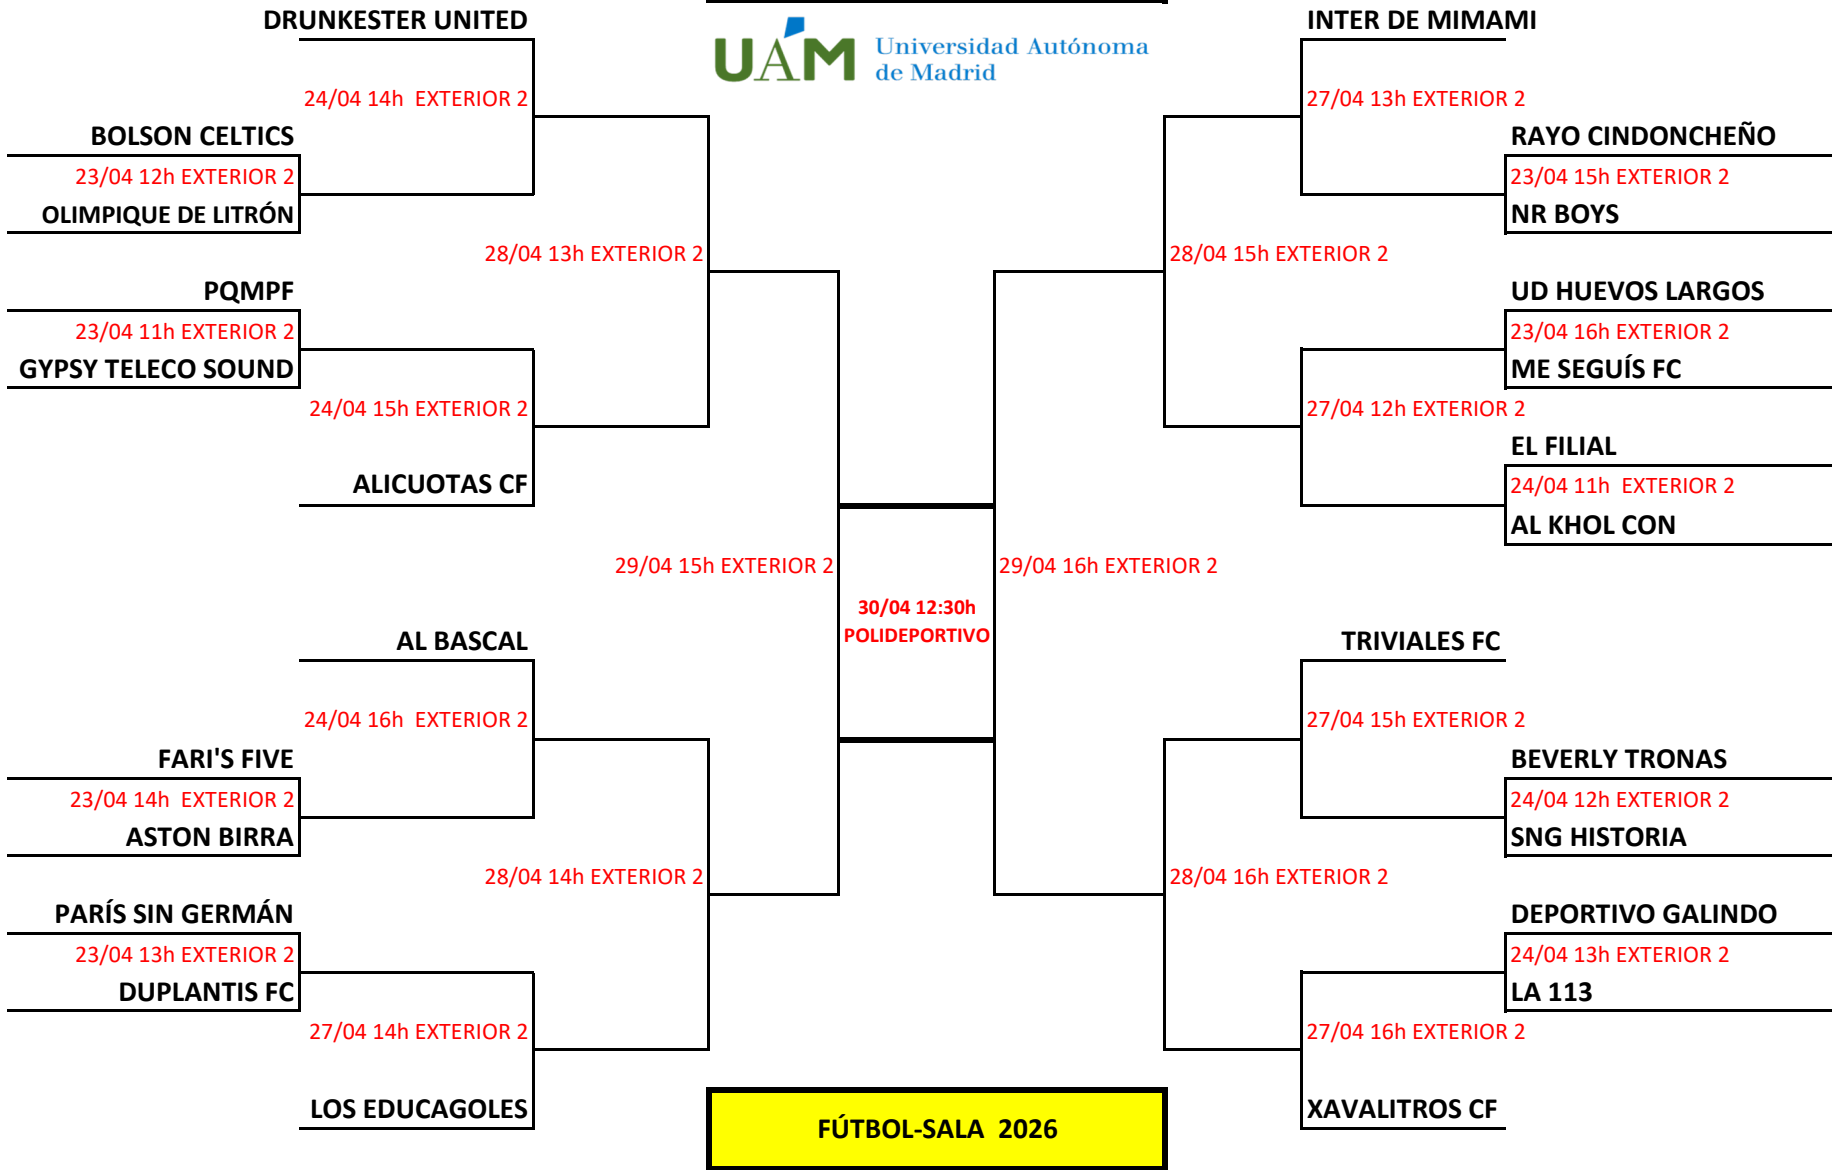 DRUNKESTER UNITED
UAM Universidad Autónoma
de Madrid
INTER DE MIMAMI
24/04 14h  EXTERIOR 2
27/04 13h EXTERIOR 2
BOLSON CELTICS
RAYO CINDONCHEÑO
23/04 12h EXTERIOR 2
23/04 15h EXTERIOR 2
OLIMPIQUE DE LITRÓN
NR BOYS
28/04 13h EXTERIOR 2
28/04 15h EXTERIOR 2
PQMPF
UD HUEVOS LARGOS
23/04 11h EXTERIOR 2
23/04 16h EXTERIOR 2
GYPSY TELECO SOUND
ME SEGUÍS FC
24/04 15h EXTERIOR 2
27/04 12h EXTERIOR 2
EL FILIAL
ALICUOTAS CF
24/04 11h  EXTERIOR 2
AL KHOL CON
29/04 15h EXTERIOR 2
29/04 16h EXTERIOR 2
30/04 12:30h
POLIDEPORTIVO
AL BASCAL
TRIVIALES FC
24/04 16h  EXTERIOR 2
27/04 15h EXTERIOR 2
FARI'S FIVE
BEVERLY TRONAS
23/04 14h  EXTERIOR 2
24/04 12h EXTERIOR 2
ASTON BIRRA
SNG HISTORIA
28/04 14h EXTERIOR 2
28/04 16h EXTERIOR 2
PARÍS SIN GERMÁN
DEPORTIVO GALINDO
23/04 13h EXTERIOR 2
24/04 13h EXTERIOR 2
DUPLANTIS FC
LA 113
27/04 14h EXTERIOR 2
27/04 16h EXTERIOR 2
LOS EDUCAGOLES
XAVALITROS CF
FÚTBOL-SALA  2026